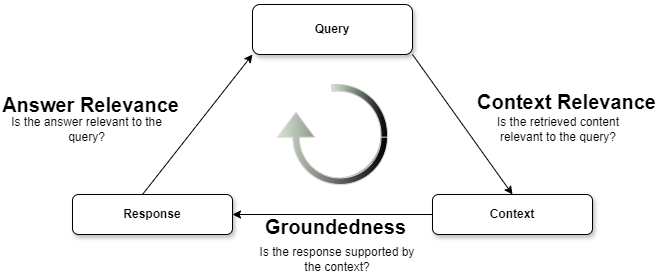 Query
Answer Relevance
Is the answer relevant to the
query?
Context Relevance
Is the retrieved content
relevant to the query?
Response
Context
Groundedness
Is the response supported by
the context?